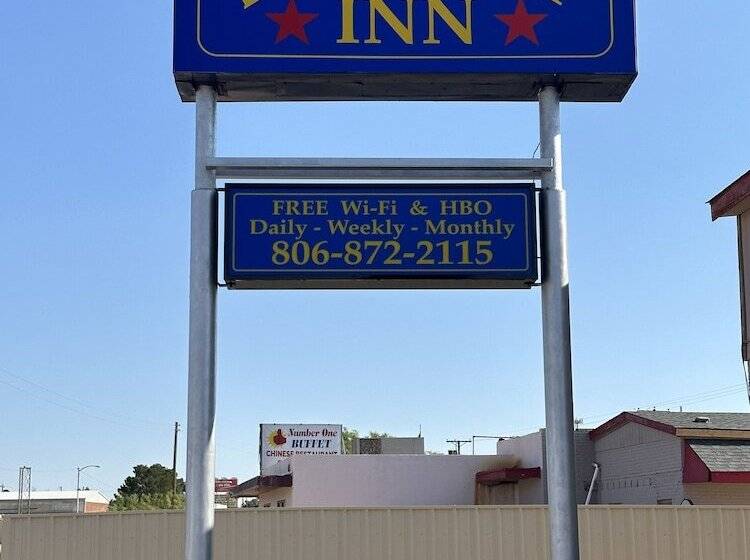 INN
FREE Wi-Fi & HBO
Daily - Weekly - Monthly
806-872-2115
Number One
BUFFET
CHINESE RESTAURANT